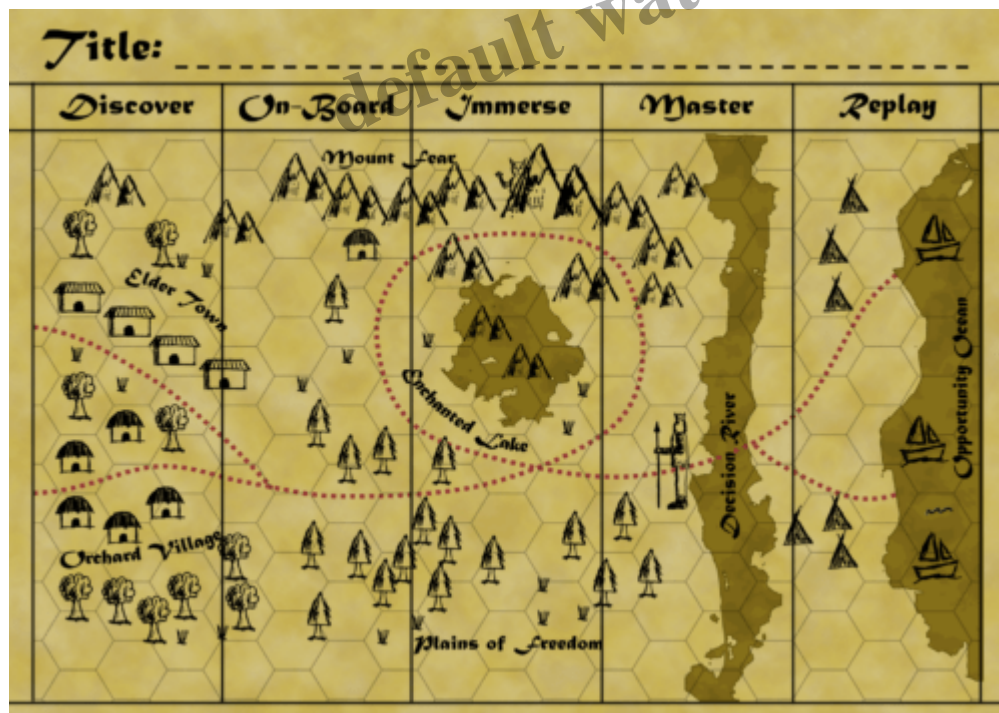 default wat
Title:
Discover
On-Board
Immerse
Master
Replay
Mount Fear
Elder Town
Enchanted Lake
Decision River
Opportunity Ocean
Orchard Village
Plains of Freedom